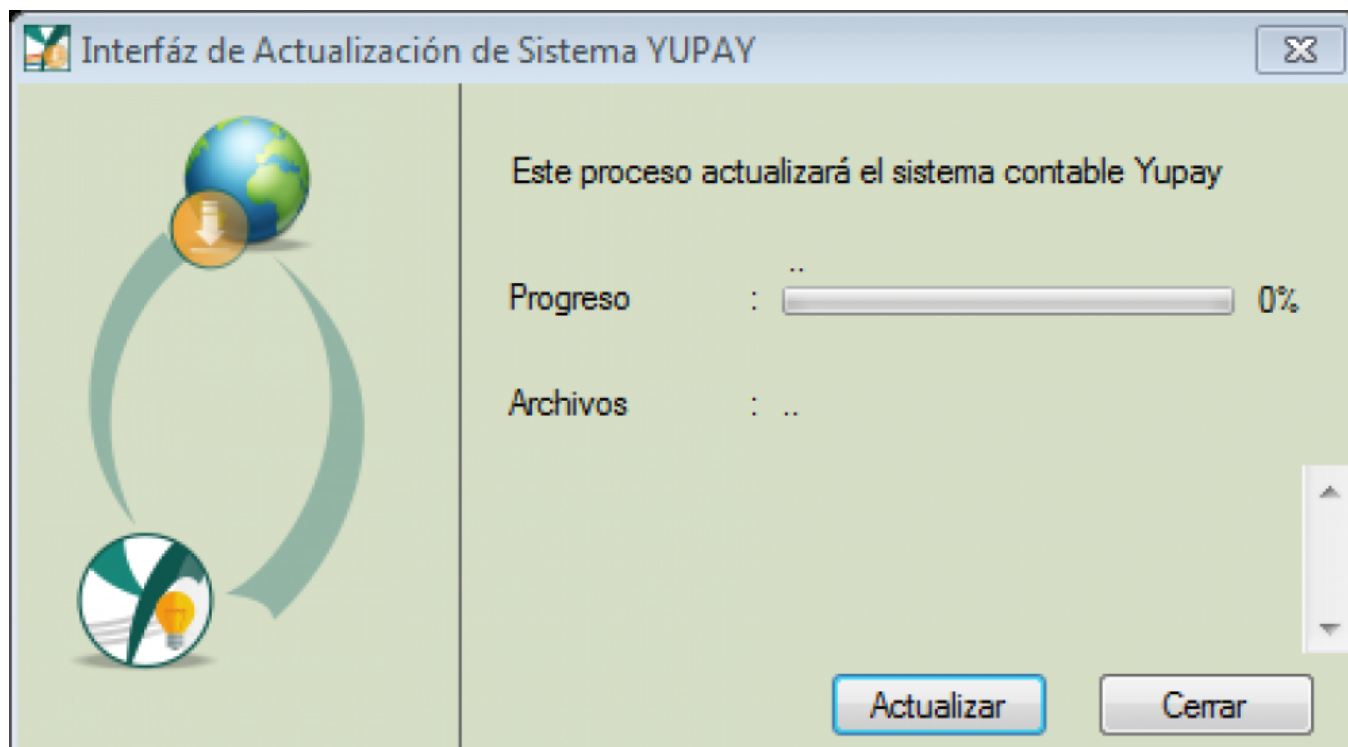 Interfáz de Actualización de Sistema YUPAY
Este proceso actualizará el sistema contable Yupay
..
Progreso : 0%
Archivos : ..
Actualizar Cerrar